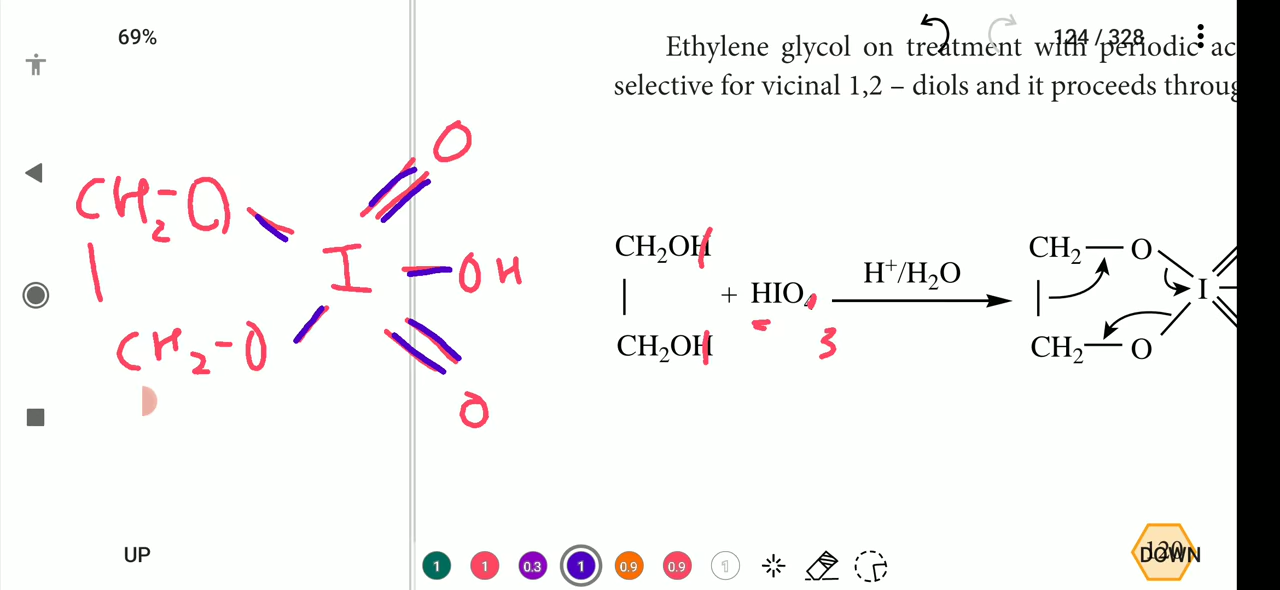 69%
124 / 328
Ethylene glycol on treatment with periodic ac
selective for vicinal 1,2 – diols and it proceeds throug
O
CH2-O
I
OH
CH2-O
O
CH2OH
+ HIO4
3
CH2OH
H+/H2O
CH2 O
I
CH2 O
UP
1 1 0.3 1 0.9 0.9 1
120
DOWN